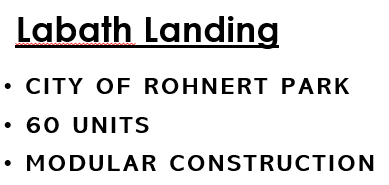 Labath Landing
• CITY OF ROHNERT PARK
• 60 UNITS
• MODULAR CONSTRUCTION